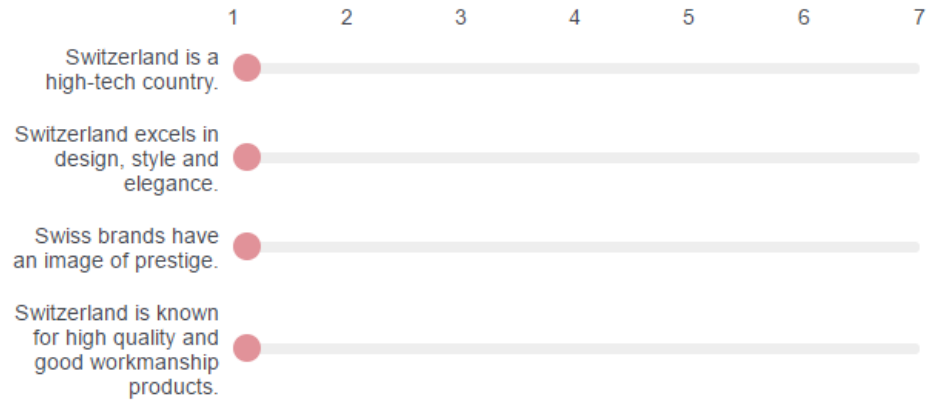 1 2 3 4 5 6 7
Switzerland is a
high-tech country.
Switzerland excels in
design, style and
elegance.
Swiss brands have
an image of prestige.
Switzerland is known
for high quality and
good workmanship
products.